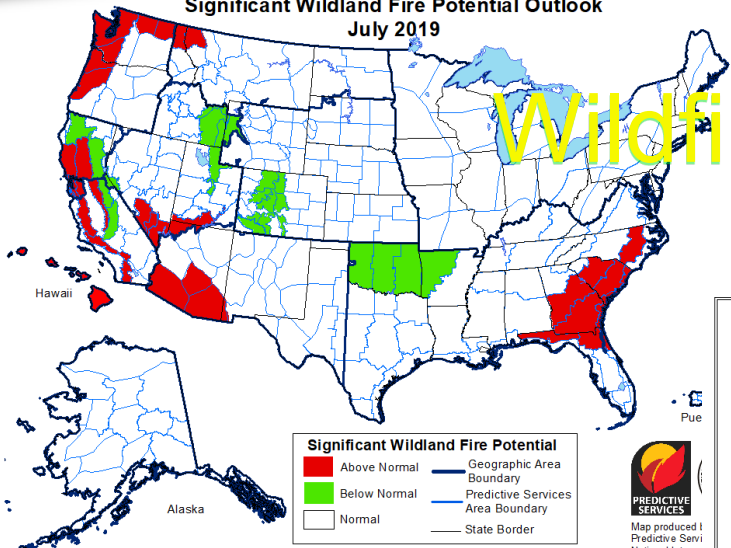 Significant Wildland Fire Potential Outlook
July 2019
Wildfi
Hawaii
Alaska
Pue
Significant Wildland Fire Potential
Above Normal
Below Normal
Normal
Geographic Area
Boundary
Predictive Services
Area Boundary
State Border
PREDICTIVE
SERVICES
Map produced b
Predictive Servi